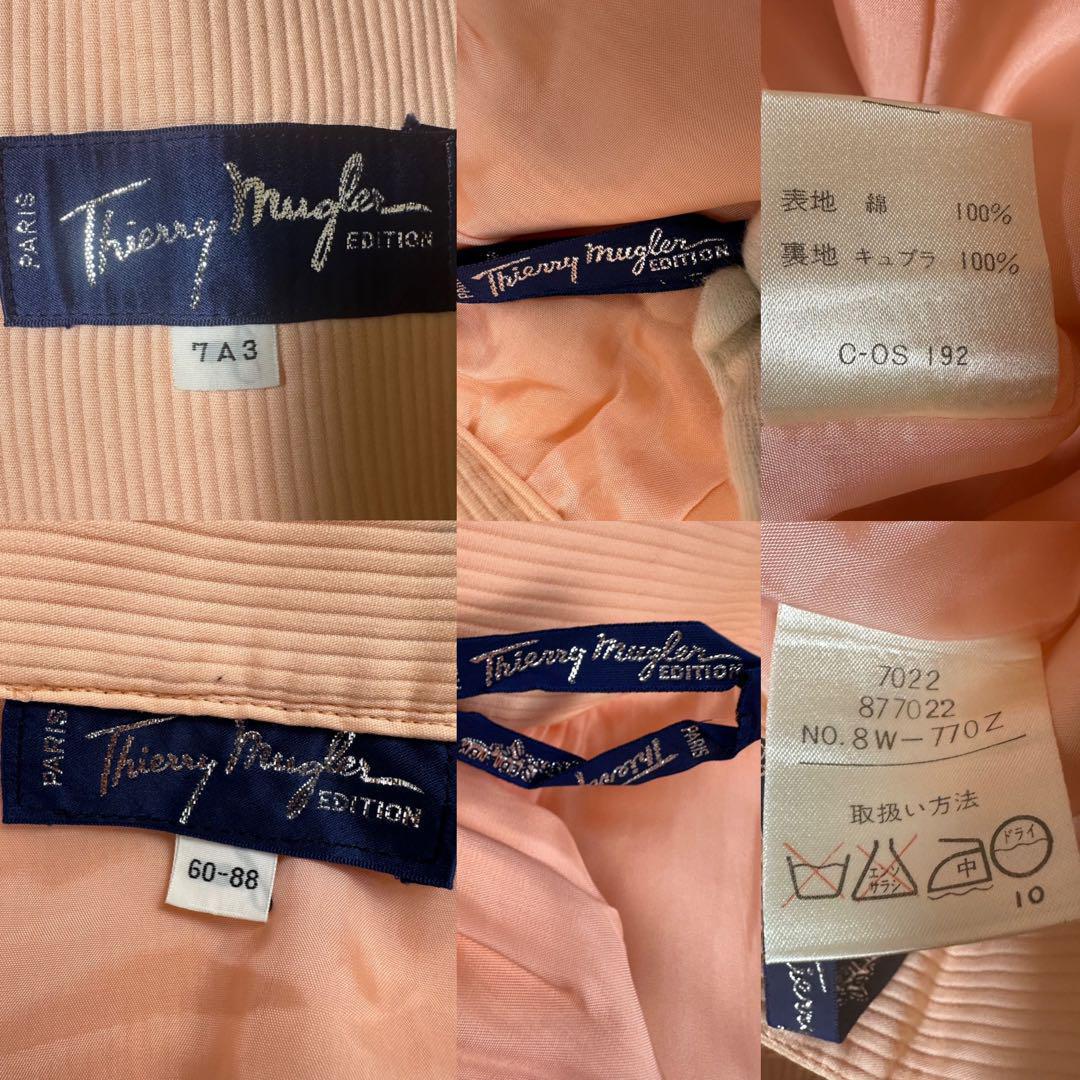 PARIS
Thierry Mugler
EDITION
7A3
Thierry Mugler
EDITION
表地 綿 100%
裏地 キュプラ 100%
C-OS 192
PARIS
Thierry Mugler
EDITION
60-88
Thierry Mugler
EDITION
PARIS
Thierry
7022
877022
NO.8W-770Z
取扱い方法
エンソ
サラシ
中
ドライ
10